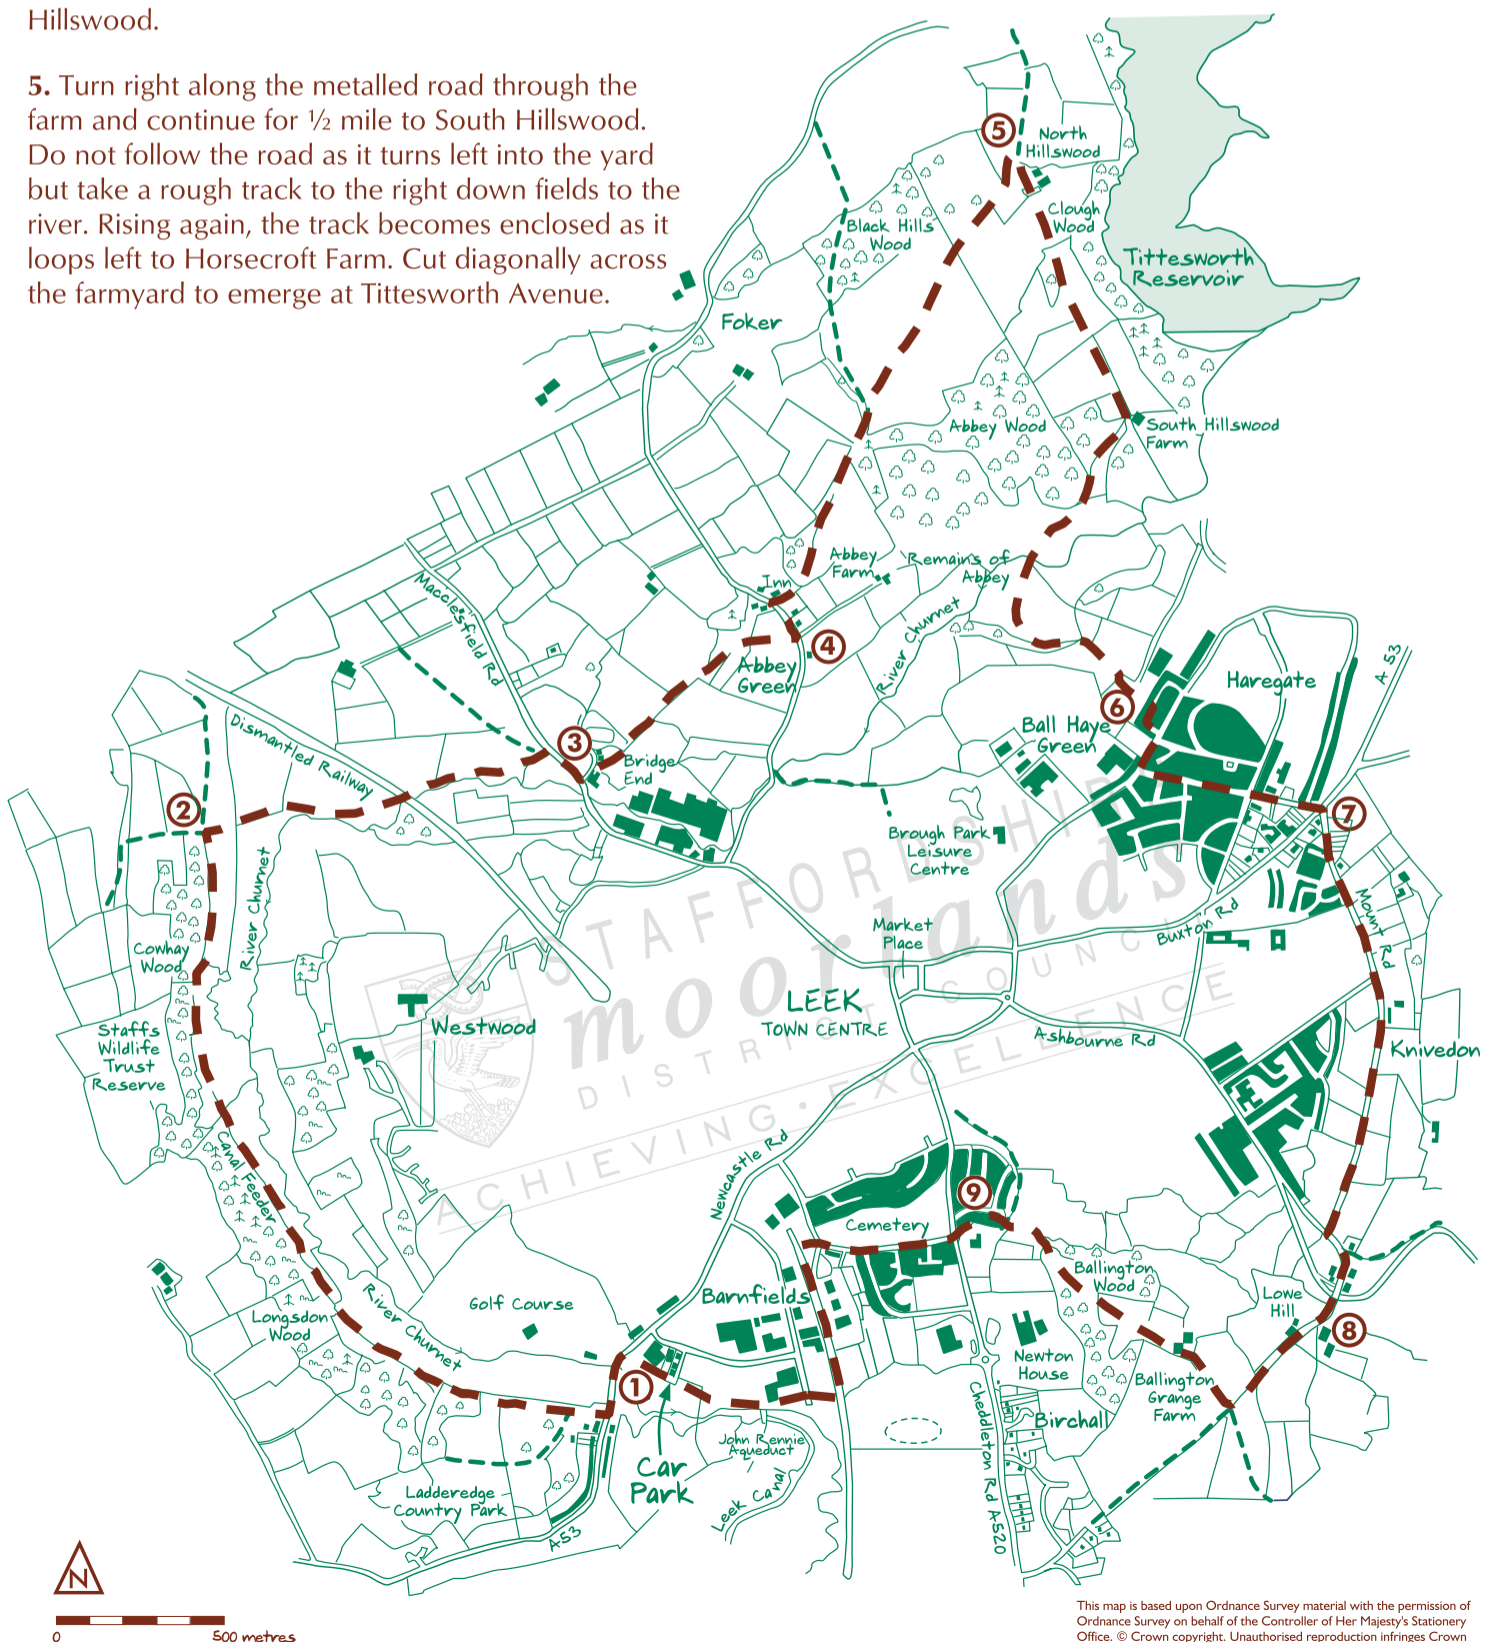 Hillswood.
5. Turn right along the metalled road through the
farm and continue for ½ mile to South Hillswood.
Do not follow the road as it turns left into the yard
but take a rough track to the right down fields to the
river. Rising again, the track becomes enclosed as it
loops left to Horsecroft Farm. Cut diagonally across
the farmyard to emerge at Tittesworth Avenue.
5
North
Hillswood
Clough
Wood
Black Hills
Wood
Tittesworth
Reservoir
Foker
Abbey Wood
South Hillswood
Farm
Abbey
Farm
Remains of
Abbey
Inn
Macclesfield Rd
River Churnet
4
Abbey
Green
Haregate
A 53
6
Ball Haye
Green
Dismantled Railway
3
Bridge
End
2
7
Brough Park
Leisure
Centre
River Churnet
Market
Place
Buxton Rd
Mount Rd
Cowhay
Wood
LEEK
TOWN CENTRE
Westwood
Ashbourne Rd
Knivedon
Staffs
Wildlife
Trust
Reserve
STAFFORDSHIRE
moorlands
DISTRICT COUNCIL
ACHIEVING · EXCELLENCE
Canal Feeder
Newcastle Rd
9
Cemetery
Ballington
Wood
Lowe
Hill
8
Longsdon
Wood
River Churnet
Golf Course
Barnfields
Newton
House
Ballington
Grange
Farm
1
Birchall
Cheddleton Rd A520
John Rennie
Aqueduct
Car
Park
Leek Canal
Ladderedge
Country Park
A53
N
0
500 metres
This map is based upon Ordnance Survey material with the permission of
Ordnance Survey on behalf of the Controller of Her Majesty's Stationery
Office. © Crown copyright. Unauthorised reproduction infringes Crown